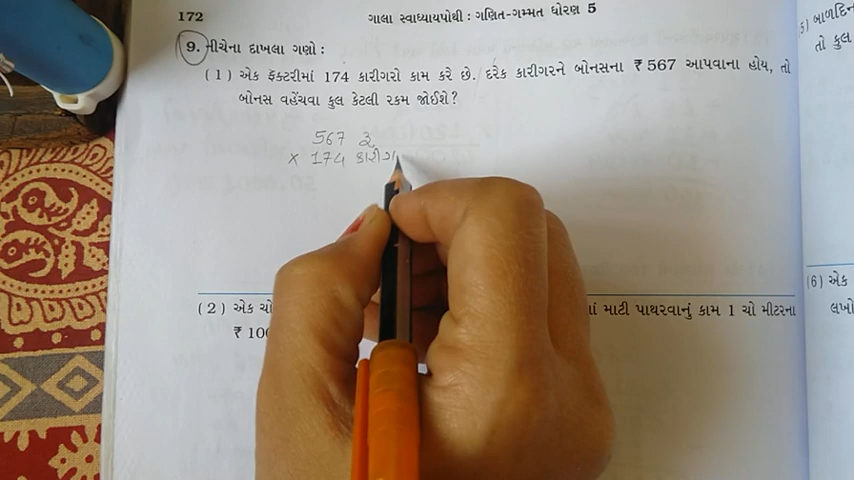 172 ગાલા સ્વાધ્યાયપોથી : ગણિત-ગમ્મત ધોરણ 5
9. નીચેના દાખલા ગણો :
(1) એક ફેક્ટરીમાં 174 કારીગરો કામ કરે છે. દરેક કારીગરને બોનસના ₹ 567 આપવાના હોય, તો
બોનસ વહેંચવા કુલ કેટલી રકમ જોઈશે ?
567 રૂ
× 174 કારીગ
(2) એક ચો
માં માટી પાથરવાનું કામ 1 ચો મીટરના
₹ 100
બાળદિન
તો કુલ
(6) એક
લખો